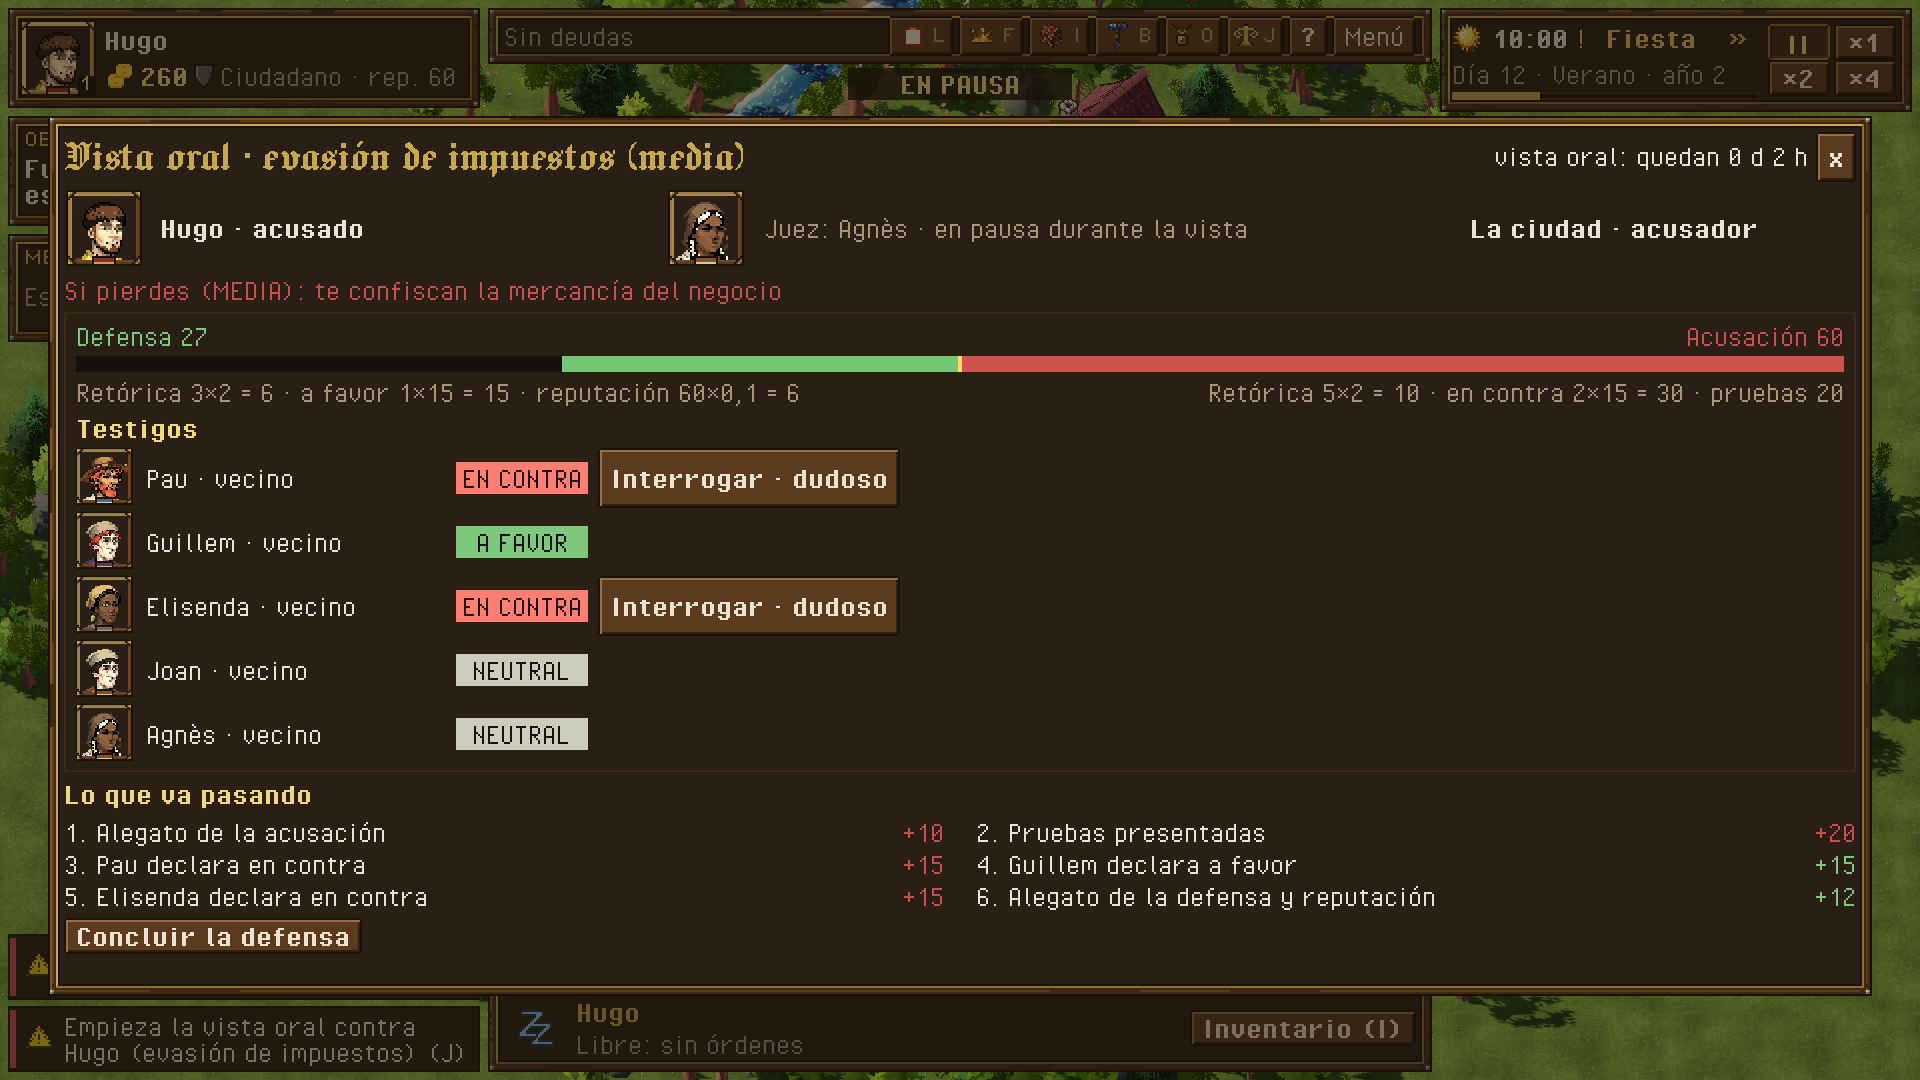 Hugo
260 Ciudadano · rep. 60
1
Sin deudas
L
F
I
B
O
J
?
Menú
EN PAUSA
10:00! Fiesta »
Día 12 · Verano · año 2
||
×1
×2
×4
Vista oral · evasión de impuestos (media)
vista oral: quedan 0 d 2 h
x
Hugo · acusado
Juez: Agnès · en pausa durante la vista
La ciudad · acusador
Si pierdes (MEDIA): te confiscan la mercancía del negocio
Defensa 27
Acusación 60
Retórica 3×2 = 6 · a favor 1×15 = 15 · reputación 60×0,1 = 6
Retórica 5×2 = 10 · en contra 2×15 = 30 · pruebas 20
Testigos
Pau · vecino EN CONTRA Interrogar · dudoso
Guillem · vecino A FAVOR
Elisenda · vecino EN CONTRA Interrogar · dudoso
Joan · vecino NEUTRAL
Agnès · vecino NEUTRAL
Lo que va pasando
1. Alegato de la acusación +10
2. Pruebas presentadas +20
3. Pau declara en contra +15
4. Guillem declara a favor +15
5. Elisenda declara en contra +15
6. Alegato de la defensa y reputación +12
Concluir la defensa
Empieza la vista oral contra
Hugo (evasión de impuestos) (J)
Hugo
Libre: sin órdenes
Inventario (I)